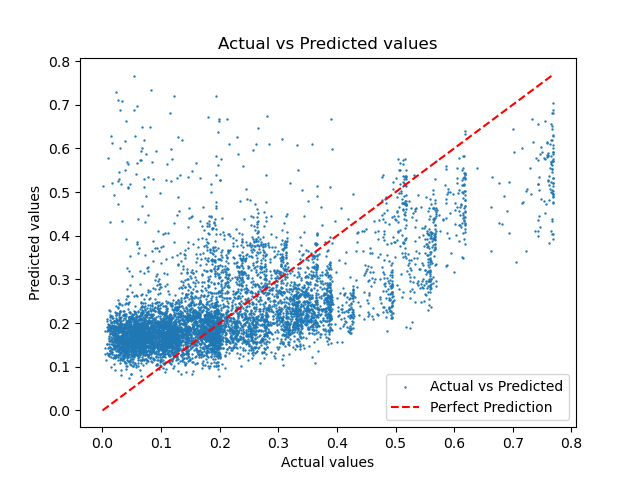 Actual vs Predicted values
0.8
0.7
0.6
0.5
0.4
0.3
0.2
0.1
0.0
Predicted values
0.0 0.1 0.2 0.3 0.4 0.5 0.6 0.7 0.8
Actual values
Actual vs Predicted
Perfect Prediction